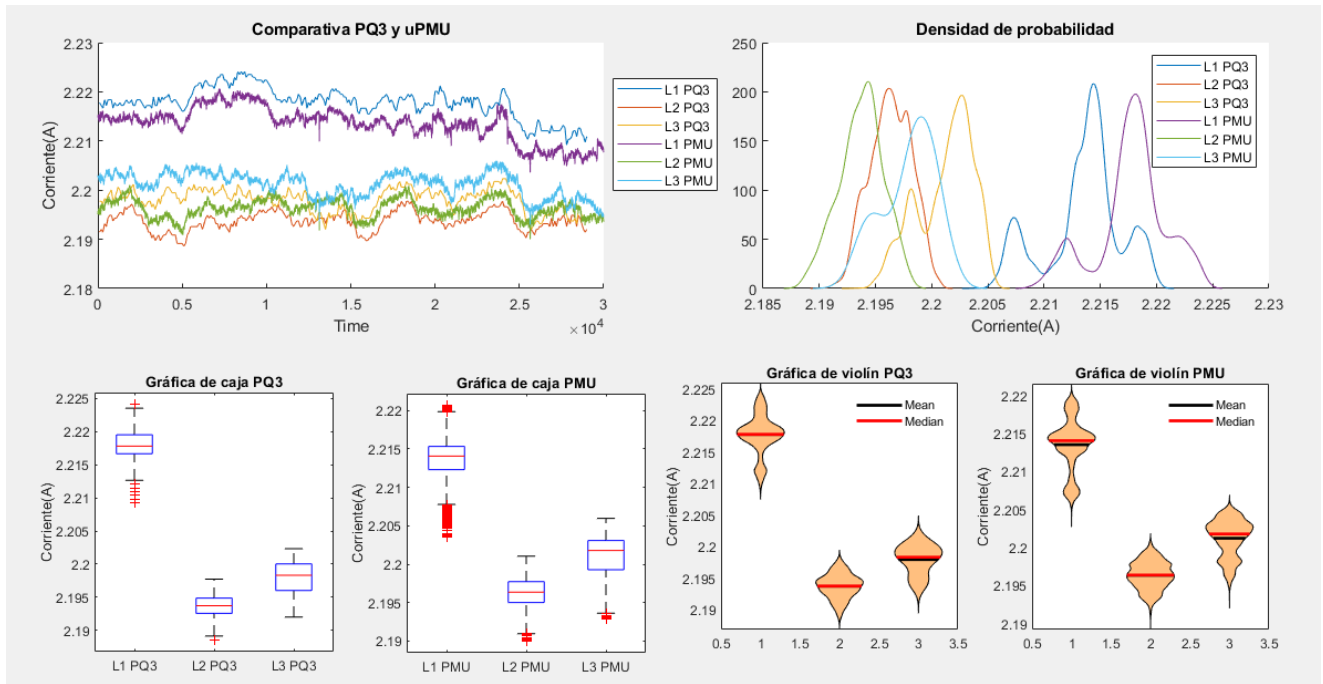 Comparativa PQ3 y uPMU
2.23
2.22
2.21
2.2
2.19
2.18
Corriente(A)
0
0.5
1
1.5
2
2.5
3
×10⁴
Time
L1 PQ3
L2 PQ3
L3 PQ3
L1 PMU
L2 PMU
L3 PMU
Densidad de probabilidad
250
200
150
100
50
0
2.185
2.19
2.195
2.2
2.205
2.21
2.215
2.22
2.225
2.23
Corriente(A)
L1 PQ3
L2 PQ3
L3 PQ3
L1 PMU
L2 PMU
L3 PMU
Gráfica de caja PQ3
2.225
2.22
2.215
2.21
2.205
2.2
2.195
2.19
Corriente(A)
L1 PQ3
L2 PQ3
L3 PQ3
Gráfica de caja PMU
2.22
2.215
2.21
2.205
2.2
2.195
2.19
Corriente(A)
L1 PMU
L2 PMU
L3 PMU
Gráfica de violín PQ3
2.225
2.22
2.215
2.21
2.205
2.2
2.195
2.19
Corriente(A)
Mean
Median
0.5
1
1.5
2
2.5
3
3.5
Gráfica de violín PMU
2.22
2.215
2.21
2.205
2.2
2.195
2.19
Corriente(A)
Mean
Median
0.5
1
1.5
2
2.5
3
3.5